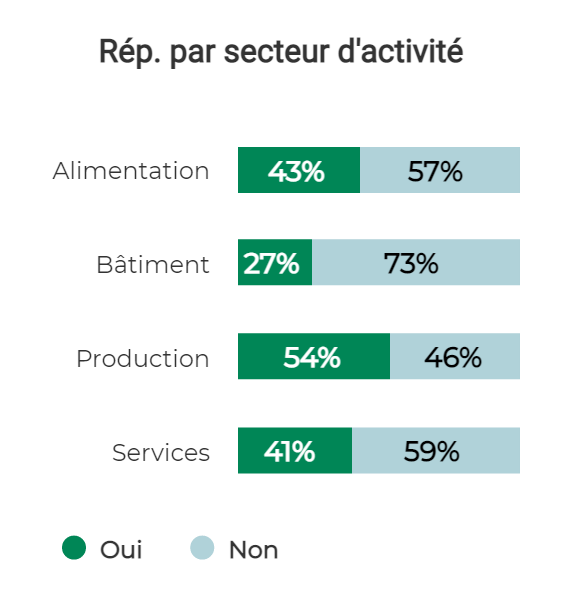 Rép. par secteur d'activité
Alimentation 43% 57%
Bâtiment 27% 73%
Production 54% 46%
Services 41% 59%
Oui Non